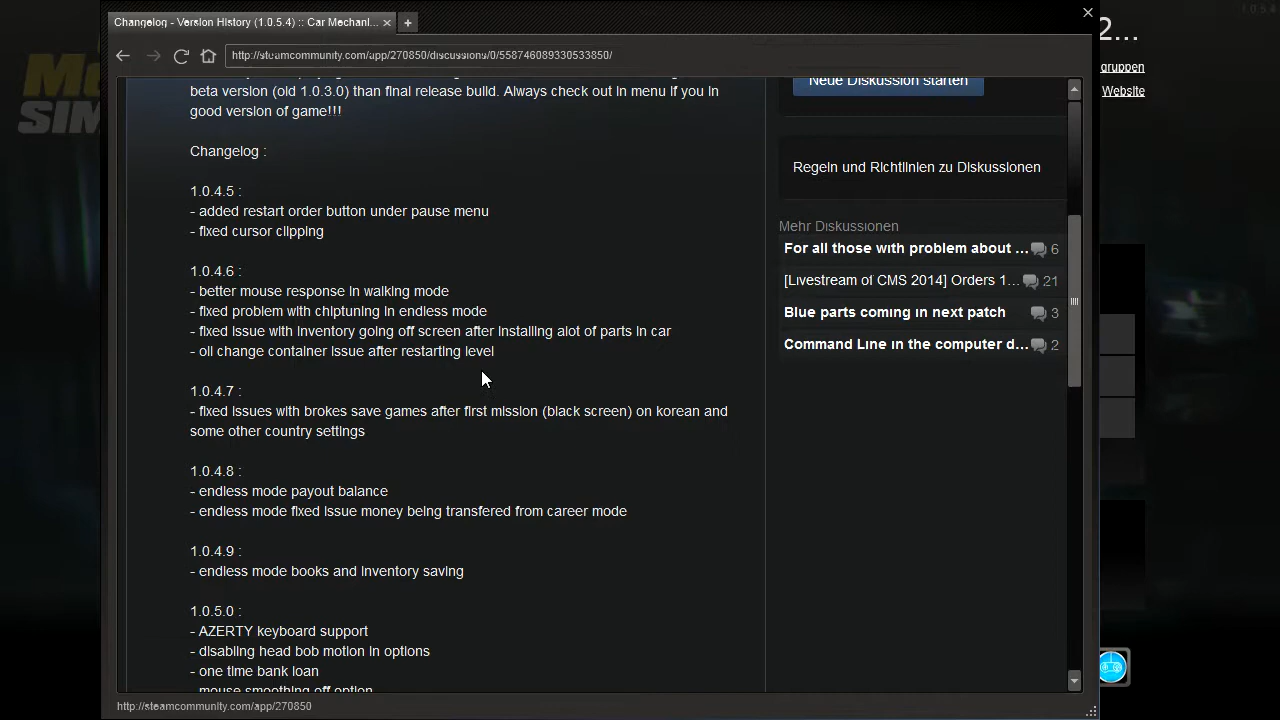 Changelog - Version History (1.0.5.4) :: Car Mechani...
http://steamcommunity.com/app/270850/discussions/0/558746089330533850/
2...
gruppen
Website
beta version (old 1.0.3.0) than final release build. Always check out in menu if you in
good version of game!!!
Changelog :
1.0.4.5 :
- added restart order button under pause menu
- fixed cursor clipping
1.0.4.6 :
- better mouse response in walking mode
- fixed problem with chiptuning in endless mode
- fixed issue with inventory going off screen after installing alot of parts in car
- oil change container issue after restarting level
1.0.4.7 :
- fixed issues with brokes save games after first mission (black screen) on korean and
some other country settings
1.0.4.8 :
- endless mode payout balance
- endless mode fixed issue money being transfered from career mode
1.0.4.9 :
- endless mode books and inventory saving
1.0.5.0 :
- AZERTY keyboard support
- disabling head bob motion in options
- one time bank loan
- mouse smoothing off option
Neue Diskussion starten
Regeln und Richtlinien zu Diskussionen
Mehr Diskussionen
For all those with problem about ... 6
[Livestream of CMS 2014] Orders 1... 21
Blue parts coming in next patch 3
Command Line in the computer d... 2
http://steamcommunity.com/app/270850